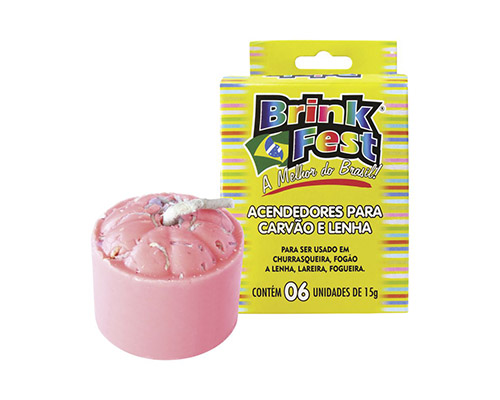 Brink®
Fest
A Melhor do Brasil!
ACENDEDORES PARA
CARVÃO E LENHA
PARA SER USADO EM
CHURRASQUEIRA, FOGÃO
A LENHA, LAREIRA, FOGUEIRA.
CONTÉM 06 UNIDADES DE 15g